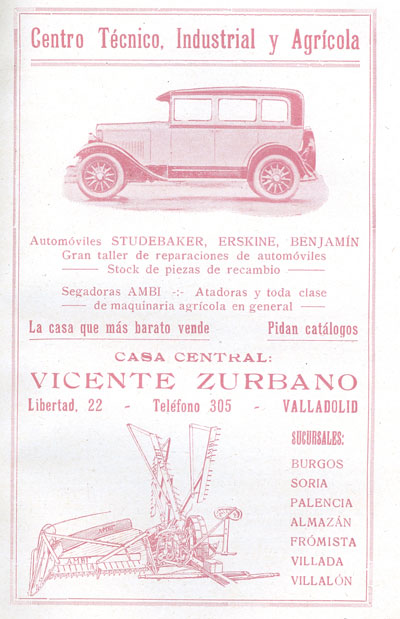 Centro Técnico, Industrial y Agrícola
Automóviles STUDEBAKER, ERSKINE, BENJAMÍN
Gran taller de reparaciones de automóviles
Stock de piezas de recambio
Segadoras AMBI -:- Atadoras y toda clase
de maquinaria agrícola en general
La casa que más barato vende Pidan catálogos
CASA CENTRAL:
VICENTE ZURBANO
Libertad, 22 - Teléfono 305 - VALLADOLID
SUCURSALES:
BURGOS
SORIA
PALENCIA
ALMAZÁN
FRÓMISTA
VILLADA
VILLALÓN
AMBI